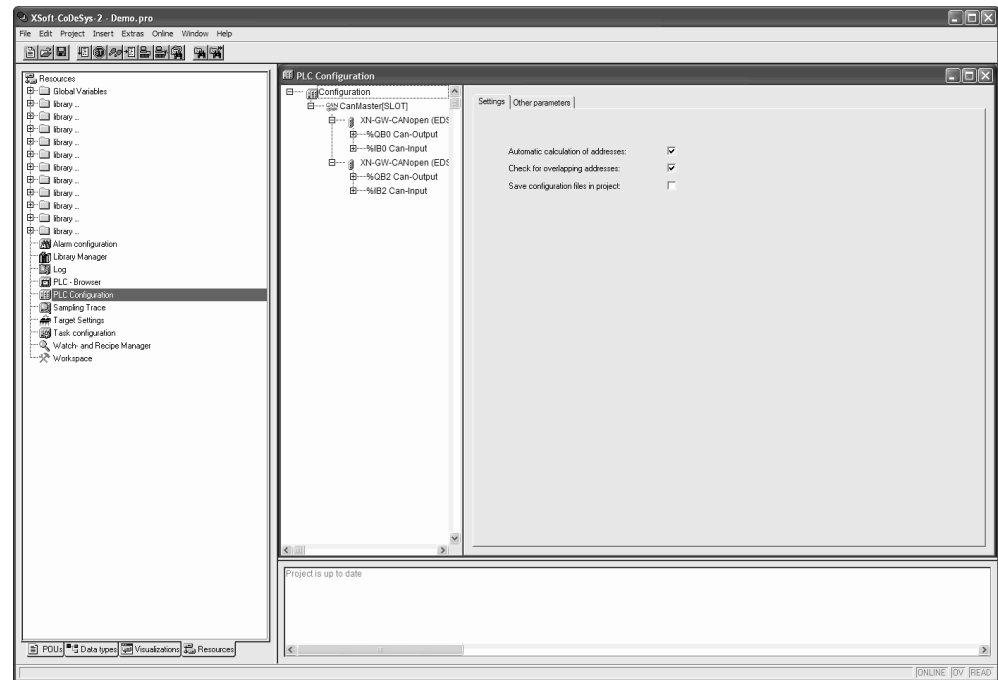 XSoft-CoDeSys-2 - Demo.pro
File Edit Project Insert Extras Online Window Help
Resources
Global Variables
library ..
library ..
library ..
library ..
library ..
library ..
library ..
library ..
library ..
library ..
library ..
Alarm configuration
Library Manager
Log
PLC - Browser
PLC Configuration
Sampling Trace
Target Settings
Task configuration
Watch- and Recipe Manager
Workspace
POUs Data types Visualizations Resources
PLC Configuration
Configuration
CAN CanMaster[SLOT]
XN-GW-CANopen (EDS
%QB0 Can-Output
%IB0 Can-Input
XN-GW-CANopen (EDS
%QB2 Can-Output
%IB2 Can-Input
Settings Other parameters
Automatic calculation of addresses:
Check for overlapping addresses:
Save configuration files in project:
Project is up to date
ONLINE OV READ